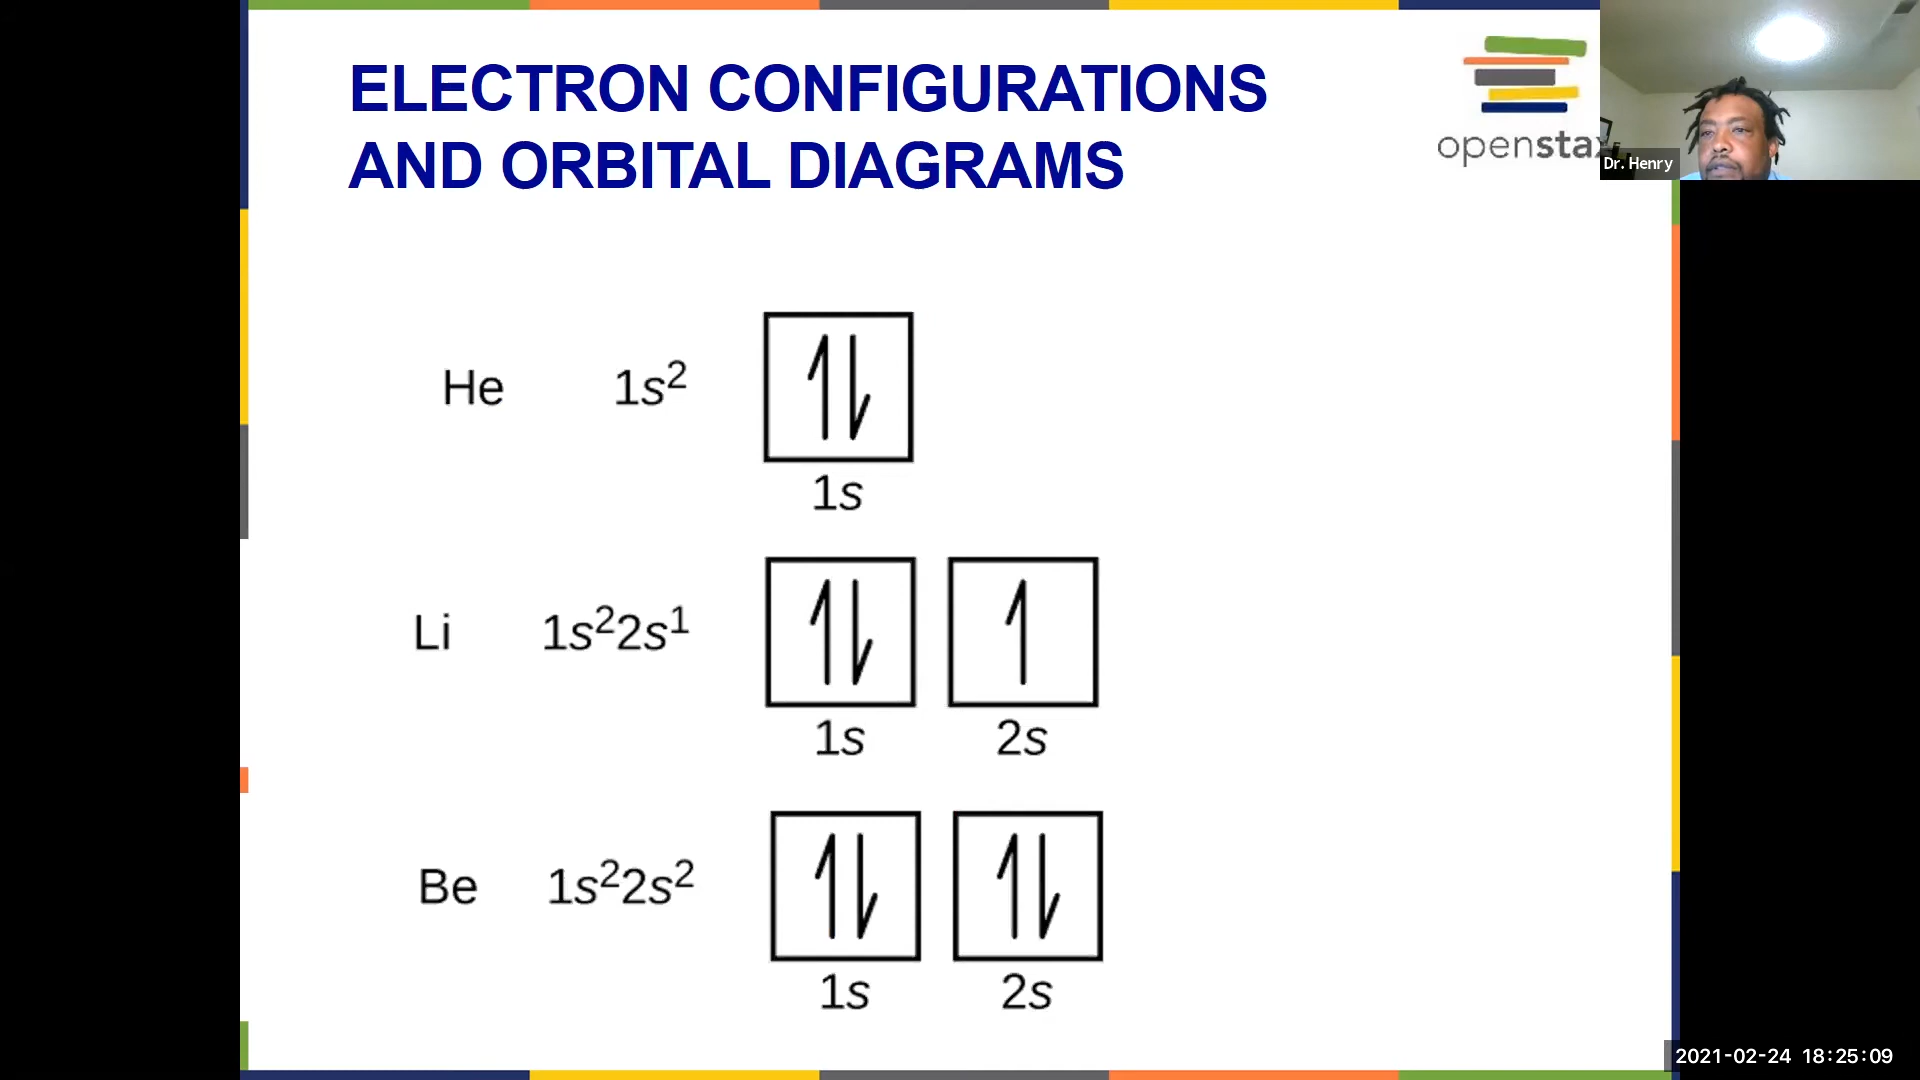 ELECTRON CONFIGURATIONS
AND ORBITAL DIAGRAMS
openstax
Dr. Henry
He 1s²
1s
Li 1s²2s¹
1s 2s
Be 1s²2s²
1s 2s
2021-02-24 18:25:09